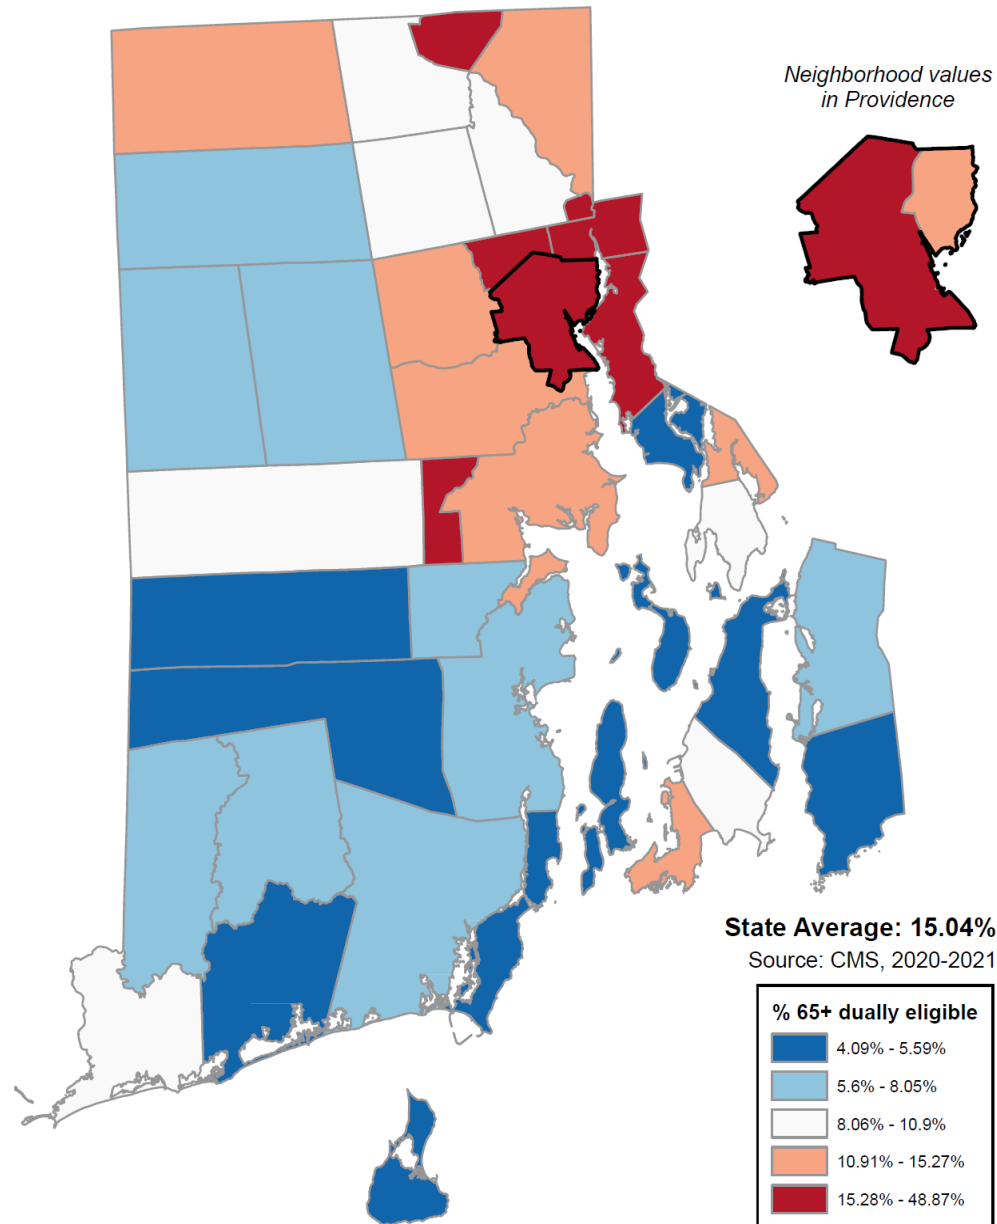 Neighborhood values
in Providence
State Average: 15.04%
Source: CMS, 2020-2021
% 65+ dually eligible
4.09% - 5.59%
5.6% - 8.05%
8.06% - 10.9%
10.91% - 15.27%
15.28% - 48.87%